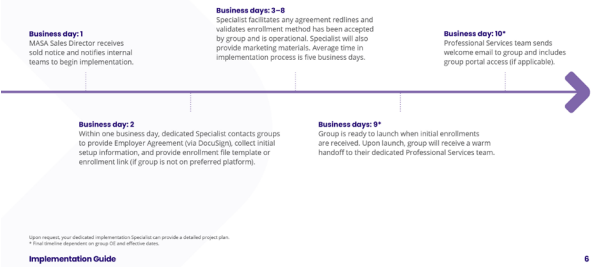 Business day: 1
MASA Sales Director receives
sold notice and notifies internal
teams to begin implementation.
Business days: 3–8
Specialist facilitates any agreement redlines and
validates enrollment method has been accepted
by group and is operational. Specialist will also
provide marketing materials. Average time in
implementation process is five business days.
Business day: 10*
Professional Services team sends
welcome email to group and includes
group portal access (if applicable).
Business day: 2
Within one business day, dedicated Specialist contacts groups
to provide Employer Agreement (via DocuSign), collect initial
setup information, and provide enrollment file template or
enrollment link (if group is not on preferred platform).
Business days: 9*
Group is ready to launch when initial enrollments
are received. Upon launch, group will receive a warm
handoff to their dedicated Professional Services team.
Upon request, your dedicated Implementation Specialist can provide a detailed project plan.
* Final timeline dependent on group OE and effective dates.
Implementation Guide
6